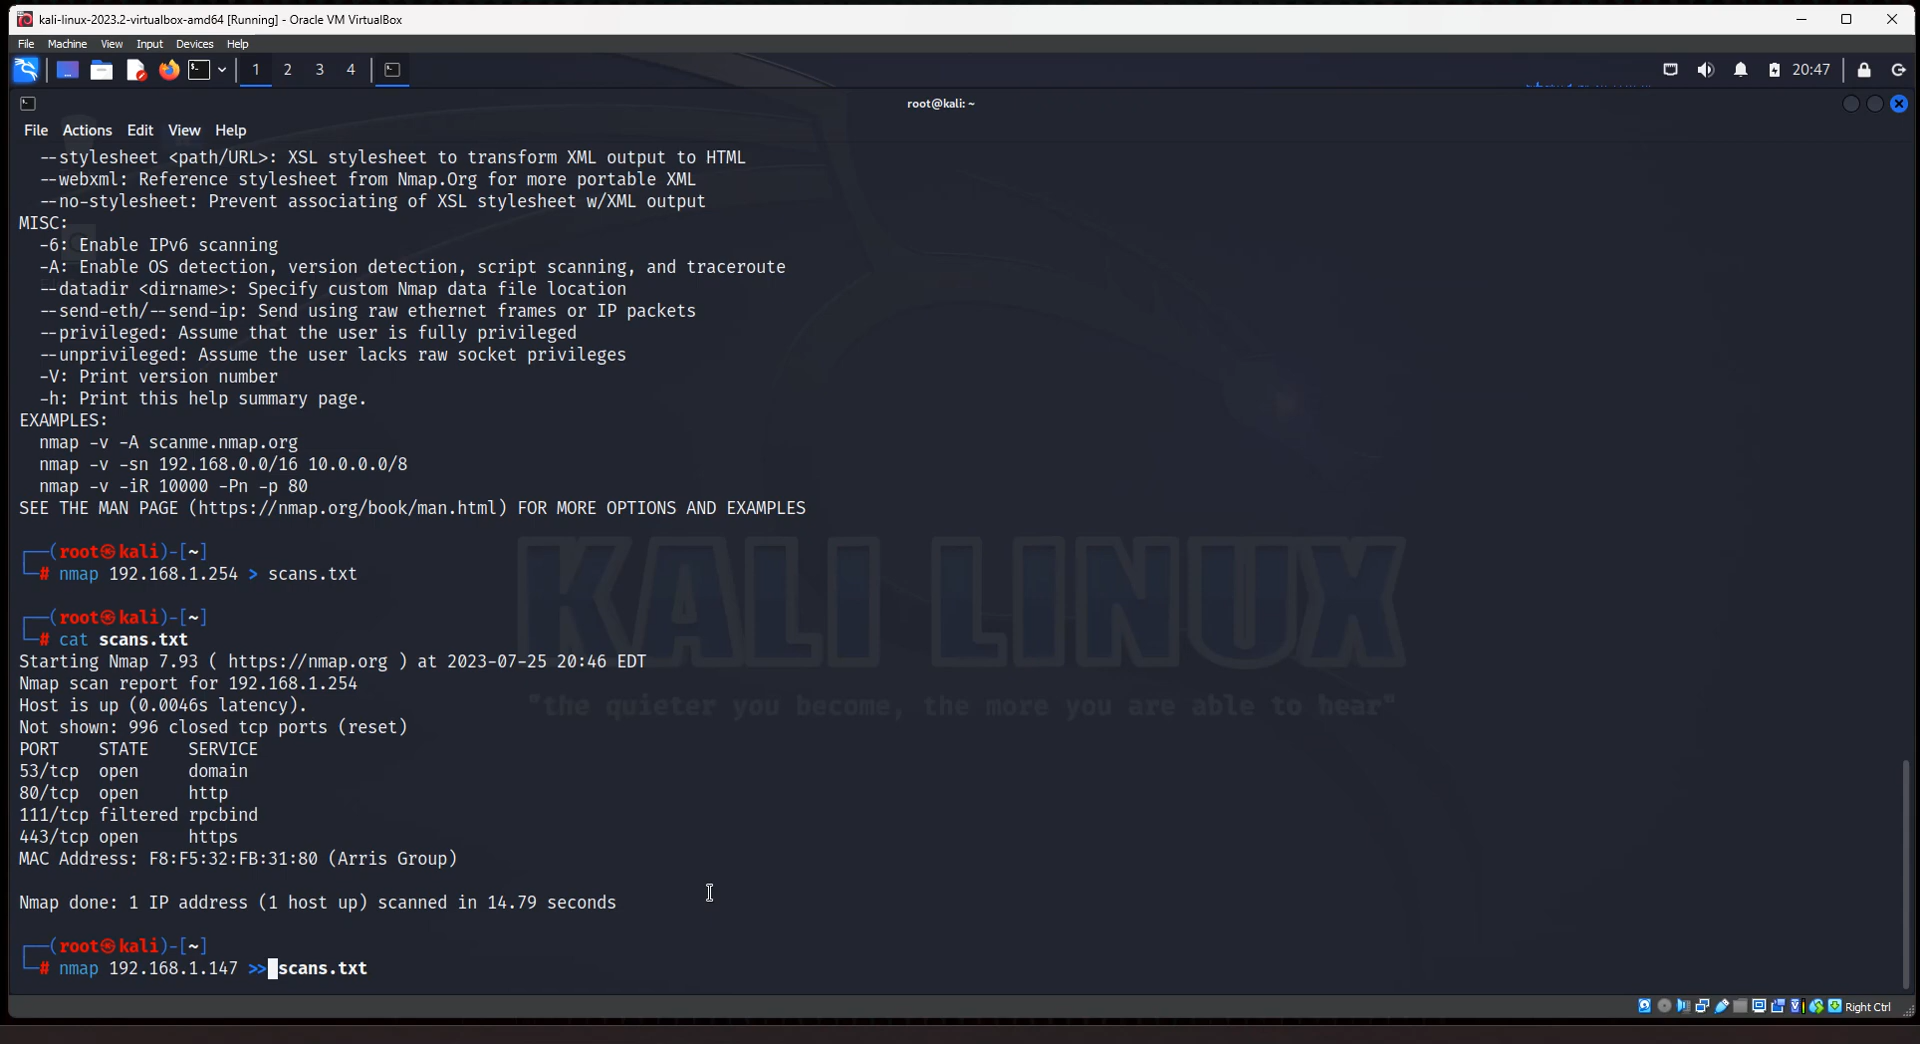 kali-linux-2023.2-virtualbox-amd64 [Running] - Oracle VM VirtualBox
File Machine View Input Devices Help
1 2 3 4 20:47
root@kali: ~
File Actions Edit View Help
--stylesheet <path/URL>: XSL stylesheet to transform XML output to HTML
--webxml: Reference stylesheet from Nmap.Org for more portable XML
--no-stylesheet: Prevent associating of XSL stylesheet w/XML output
MISC:
-6: Enable IPv6 scanning
-A: Enable OS detection, version detection, script scanning, and traceroute
--datadir <dirname>: Specify custom Nmap data file location
--send-eth/--send-ip: Send using raw ethernet frames or IP packets
--privileged: Assume that the user is fully privileged
--unprivileged: Assume the user lacks raw socket privileges
-V: Print version number
-h: Print this help summary page.
EXAMPLES:
nmap -v -A scanme.nmap.org
nmap -v -sn 192.168.0.0/16 10.0.0.0/8
nmap -v -iR 10000 -Pn -p 80
SEE THE MAN PAGE (https://nmap.org/book/man.html) FOR MORE OPTIONS AND EXAMPLES
┌──(root㉿kali)-[~]
└─# nmap 192.168.1.254 > scans.txt
┌──(root㉿kali)-[~]
└─# cat scans.txt
Starting Nmap 7.93 ( https://nmap.org ) at 2023-07-25 20:46 EDT
Nmap scan report for 192.168.1.254
Host is up (0.0046s latency).
Not shown: 996 closed tcp ports (reset)
PORT STATE SERVICE
53/tcp open domain
80/tcp open http
111/tcp filtered rpcbind
443/tcp open https
MAC Address: F8:F5:32:FB:31:80 (Arris Group)
Nmap done: 1 IP address (1 host up) scanned in 14.79 seconds
┌──(root㉿kali)-[~]
└─# nmap 192.168.1.147 >> scans.txt
KALI LINUX
"the quieter you become, the more you are able to hear"
Right Ctrl